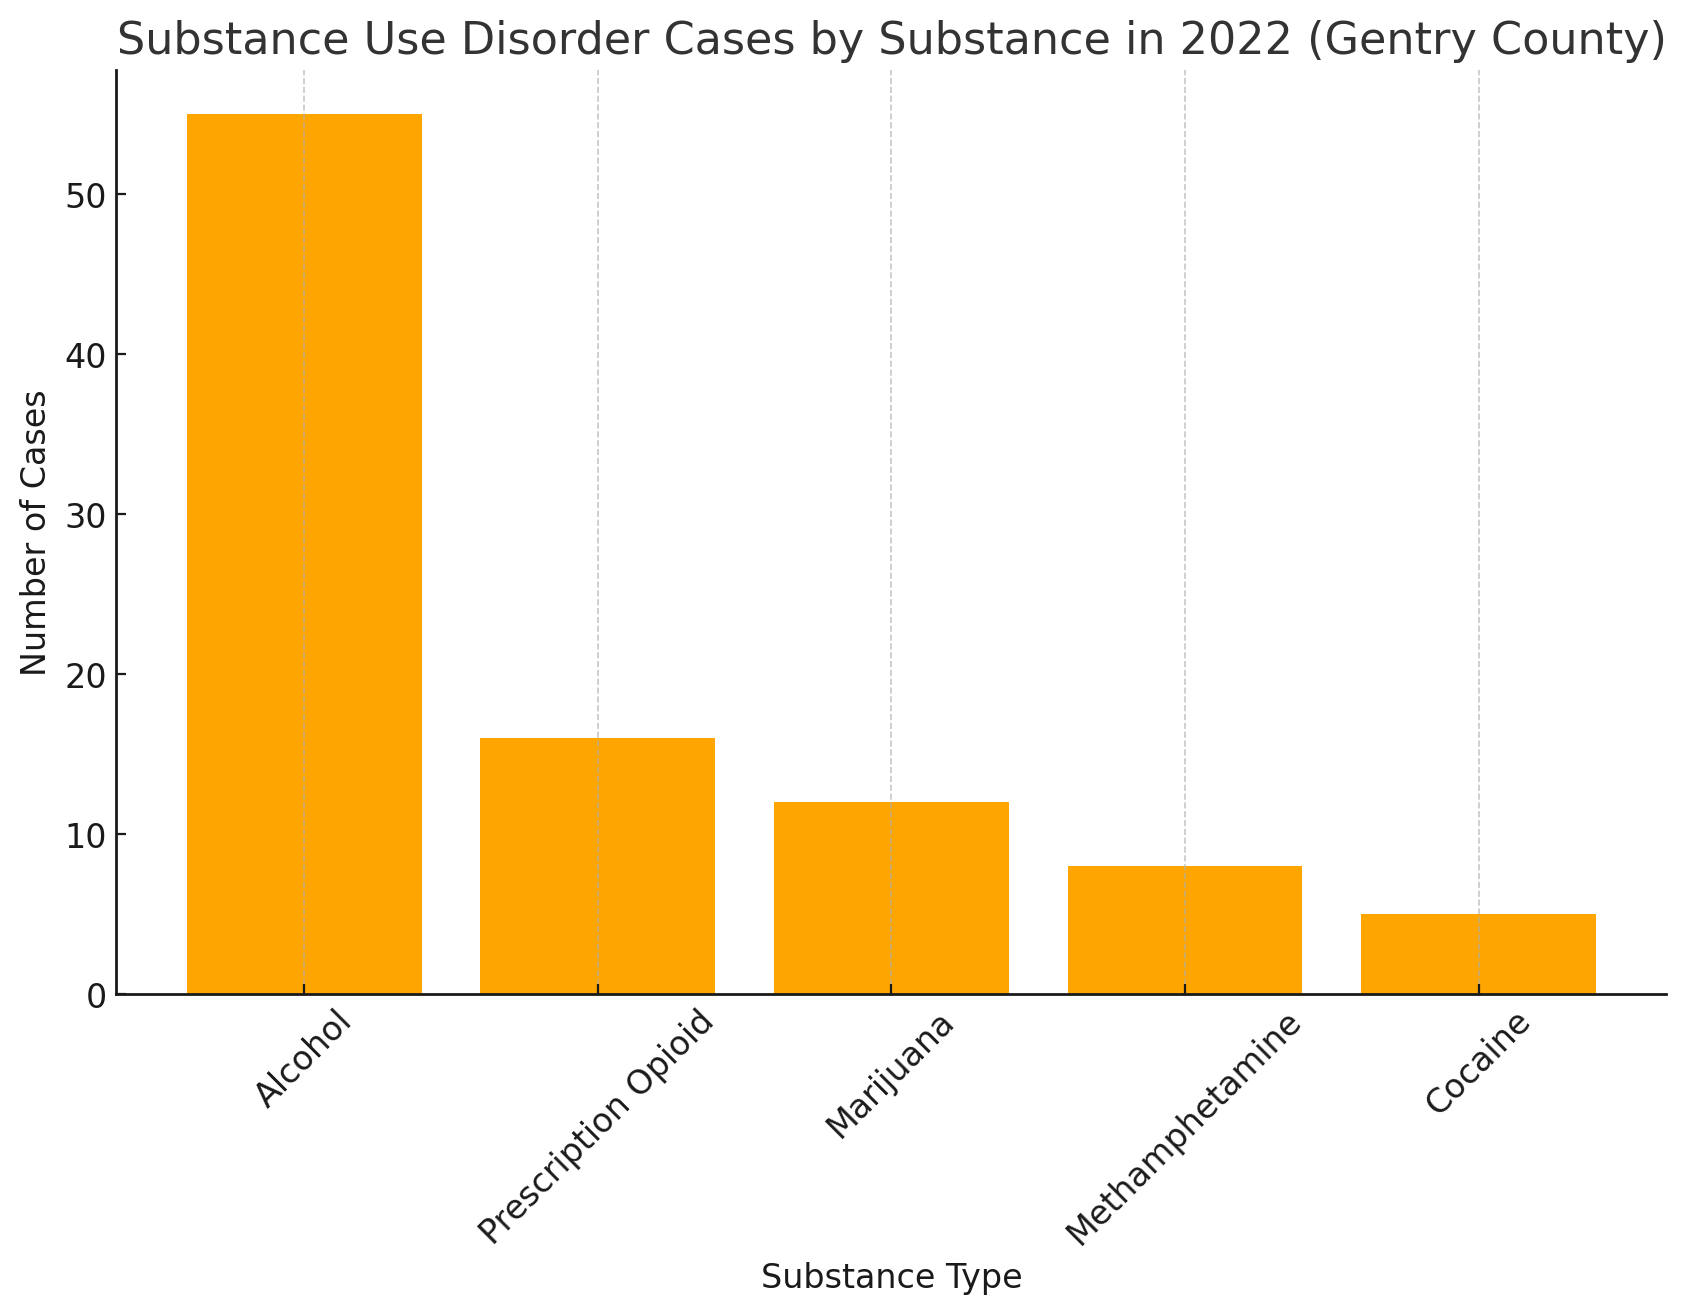 Substance Use Disorder Cases by Substance in 2022 (Gentry County)
Number of Cases
50
40
30
20
10
0
Alcohol
Prescription Opioid
Marijuana
Methamphetamine
Cocaine
Substance Type